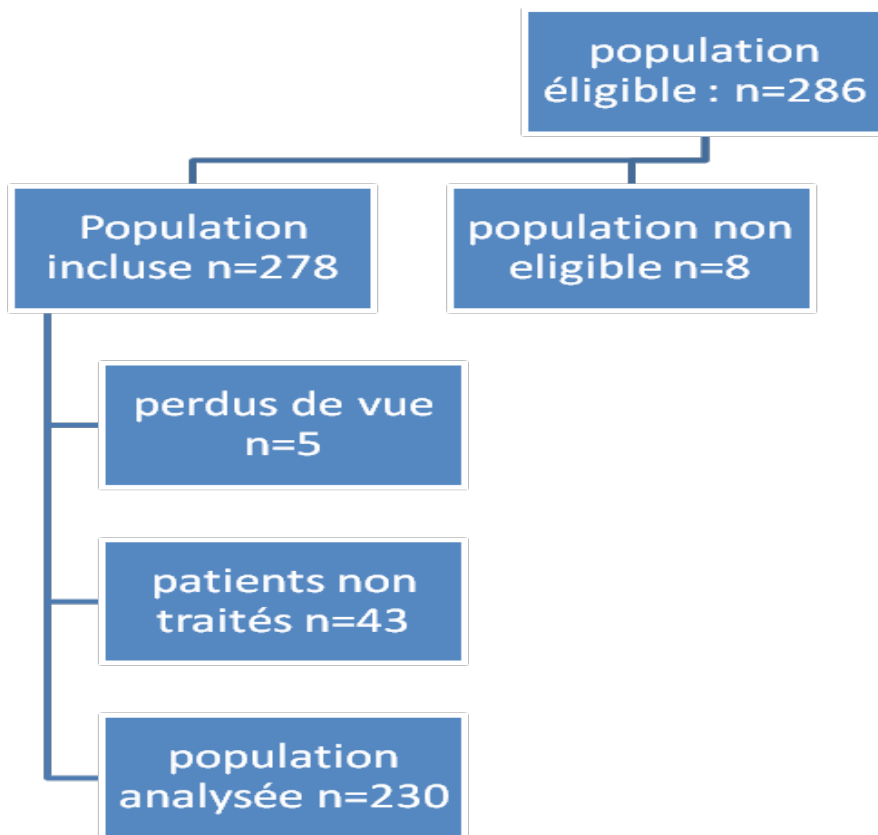 population
éligible : n=286
Population
incluse n=278
population non
eligible n=8
perdus de vue
n=5
patients non
traités n=43
population
analysée n=230